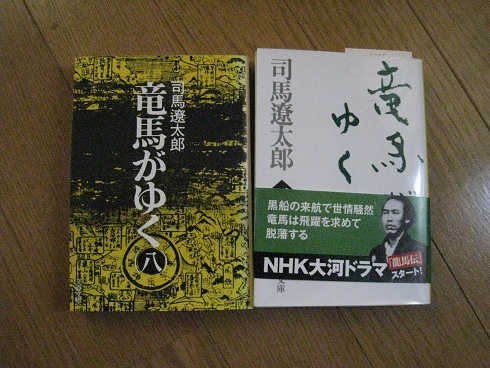 司馬遼太郎
竜馬がゆく
八
司馬遼太郎
竜馬が
ゆく
黒船の来航で世情騒然
竜馬は飛躍を求めて
脱藩する
NHK大河ドラマ
「龍馬伝」
スタート!
文庫